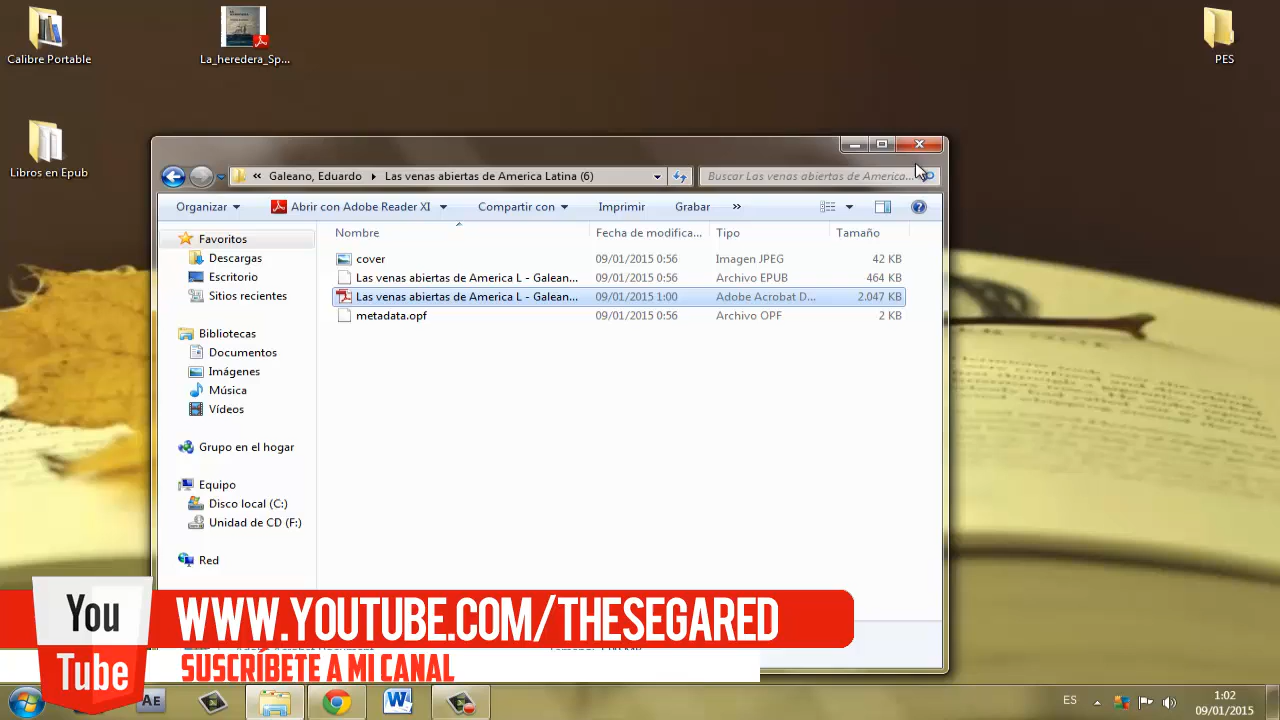 Calibre Portable
La_heredera_Sp...
PES
Libros en Epub
Galeano, Eduardo
Las venas abiertas de America Latina (6)
Buscar Las venas abiertas de America...
Organizar
Abrir con Adobe Reader XI
Compartir con
Imprimir
Grabar
»
Nombre
Fecha de modifica...
Tipo
Tamaño
Favoritos
Descargas
Escritorio
Sitios recientes
Bibliotecas
Documentos
Imágenes
Música
Vídeos
Grupo en el hogar
Equipo
Disco local (C:)
Unidad de CD (F:)
Red
cover 09/01/2015 0:56 Imagen JPEG 42 KB
Las venas abiertas de America L - Galean... 09/01/2015 0:56 Archivo EPUB 464 KB
Las venas abiertas de America L - Galean... 09/01/2015 1:00 Adobe Acrobat D... 2.047 KB
metadata.opf 09/01/2015 0:56 Archivo OPF 2 KB
You
Tube
WWW.YOUTUBE.COM/THESEGARED
SUSCRÍBETE A MI CANAL
AE
W
ES
1:02
09/01/2015